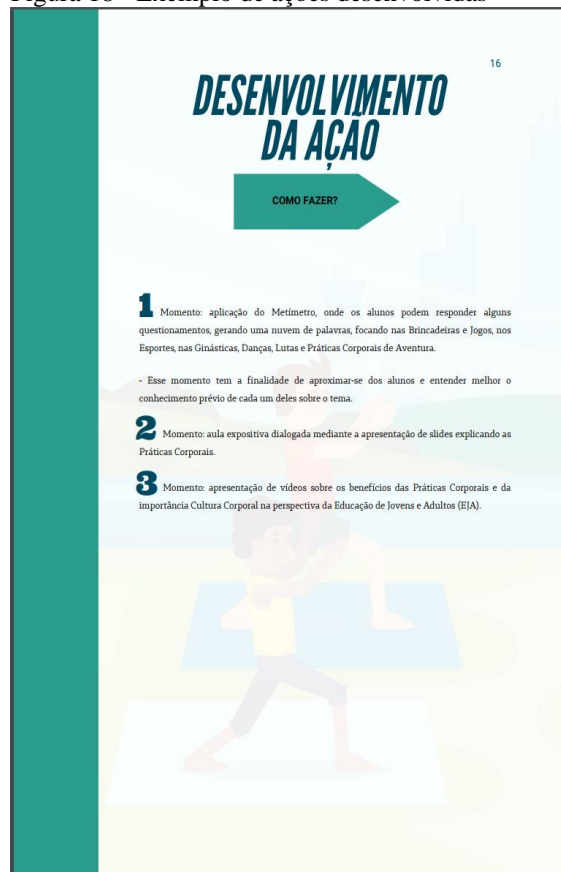 Figura 16 - Exemplo de ações desenvolvidas
16
DESENVOLVIMENTO
DA AÇÃO
COMO FAZER?
1 Momento: aplicação do Metímetro, onde os alunos podem responder alguns
questionamentos, gerando uma nuvem de palavras, focando nas Brincadeiras e Jogos, nos
Esportes, nas Ginásticas, Danças, Lutas e Práticas Corporais de Aventura.
- Esse momento tem a finalidade de aproximar-se dos alunos e entender melhor o
conhecimento prévio de cada um deles sobre o tema.
2 Momento: aula expositiva dialogada mediante a apresentação de slides explicando as
Práticas Corporais.
3 Momento: apresentação de vídeos sobre os benefícios das Práticas Corporais e da
importância Cultura Corporal na perspectiva da Educação de Jovens e Adultos (EJA).